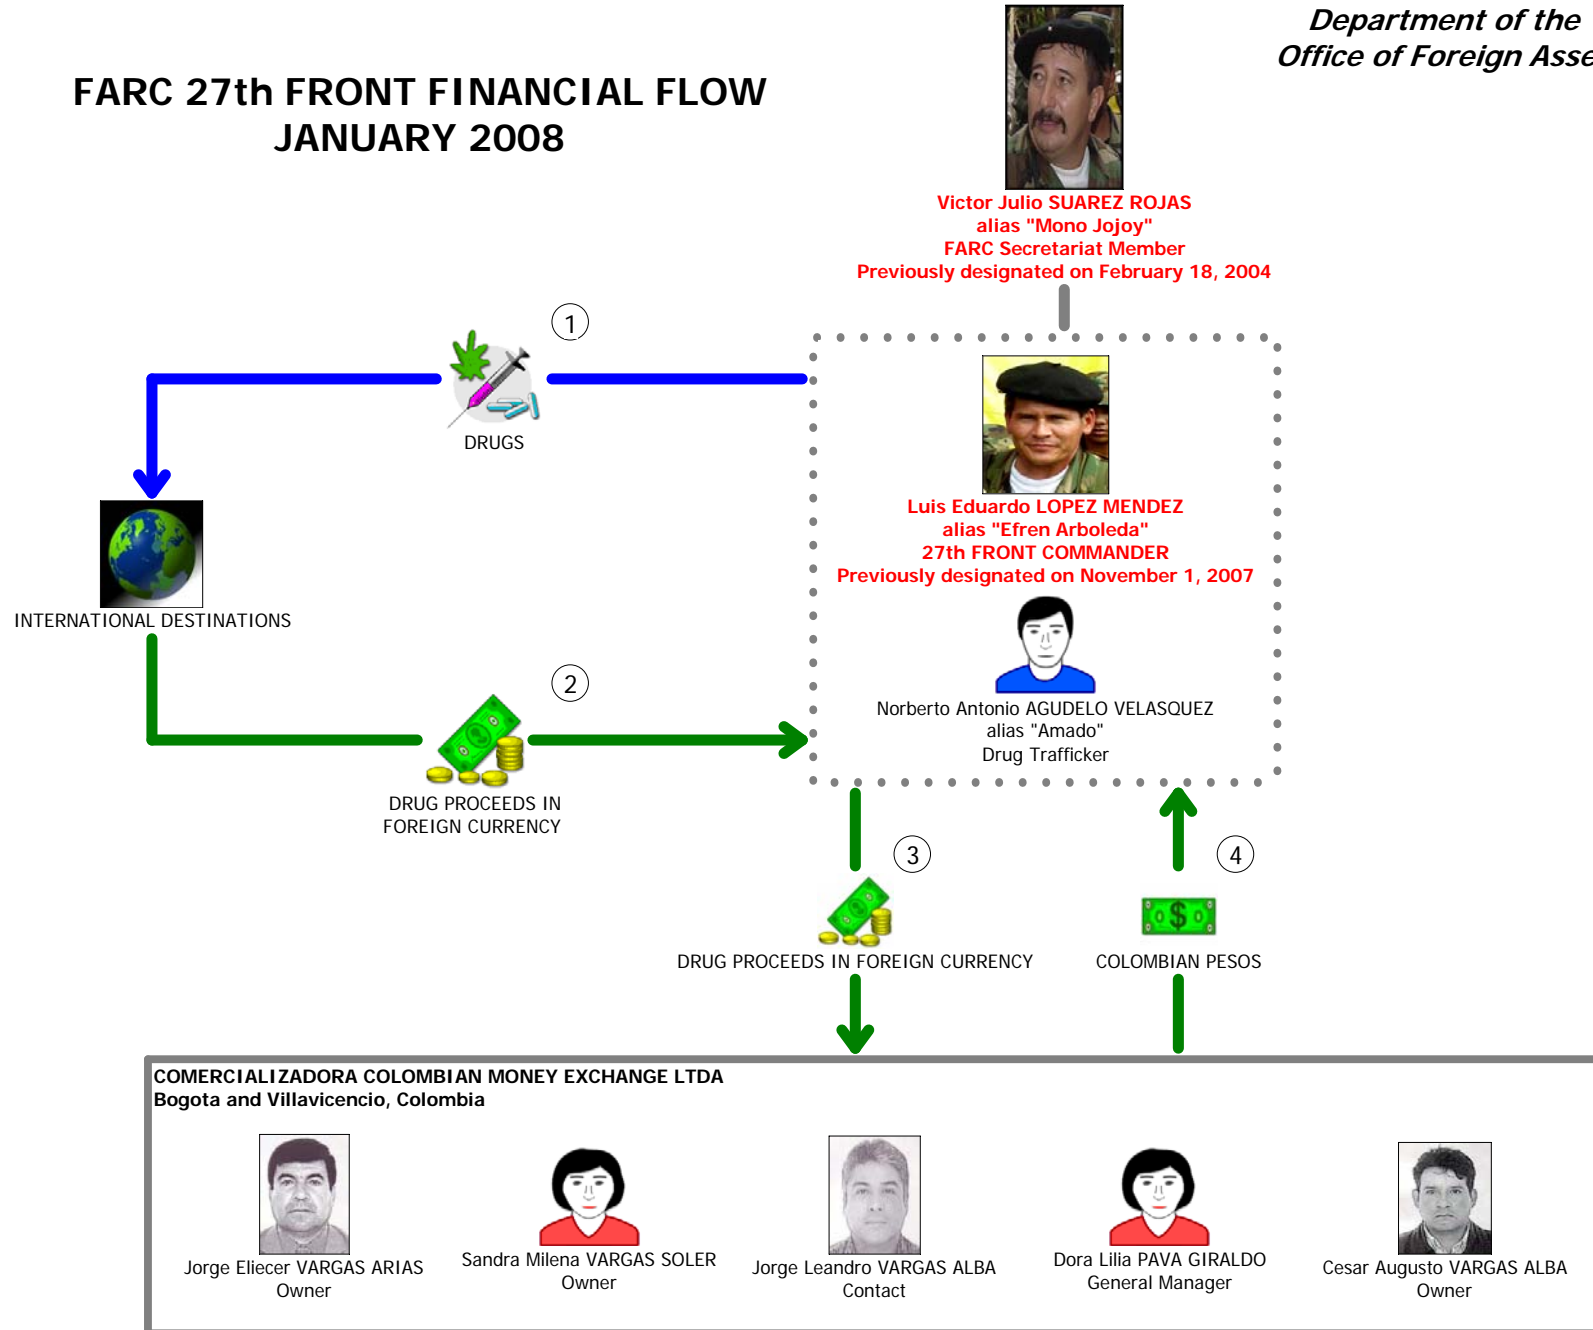 Department of the
Office of Foreign Asse
FARC 27th FRONT FINANCIAL FLOW
JANUARY 2008
Victor Julio SUAREZ ROJAS
alias "Mono Jojoy"
FARC Secretariat Member
Previously designated on February 18, 2004
1
DRUGS
Luis Eduardo LOPEZ MENDEZ
alias "Efren Arboleda"
27th FRONT COMMANDER
Previously designated on November 1, 2007
INTERNATIONAL DESTINATIONS
2
Norberto Antonio AGUDELO VELASQUEZ
alias "Amado"
Drug Trafficker
DRUG PROCEEDS IN
FOREIGN CURRENCY
3
4
DRUG PROCEEDS IN FOREIGN CURRENCY
COLOMBIAN PESOS
COMERCIALIZADORA COLOMBIAN MONEY EXCHANGE LTDA
Bogota and Villavicencio, Colombia
Jorge Eliecer VARGAS ARIAS
Owner
Sandra Milena VARGAS SOLER
Owner
Jorge Leandro VARGAS ALBA
Contact
Dora Lilia PAVA GIRALDO
General Manager
Cesar Augusto VARGAS ALBA
Owner